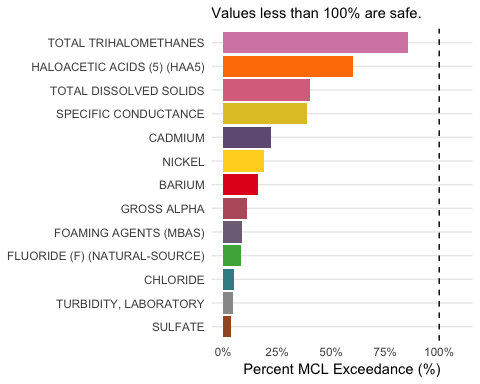 Values less than 100% are safe.
TOTAL TRIHALOMETHANES
HALOACETIC ACIDS (5) (HAA5)
TOTAL DISSOLVED SOLIDS
SPECIFIC CONDUCTANCE
CADMIUM
NICKEL
BARIUM
GROSS ALPHA
FOAMING AGENTS (MBAS)
FLUORIDE (F) (NATURAL-SOURCE)
CHLORIDE
TURBIDITY, LABORATORY
SULFATE
0% 25% 50% 75% 100%
Percent MCL Exceedance (%)